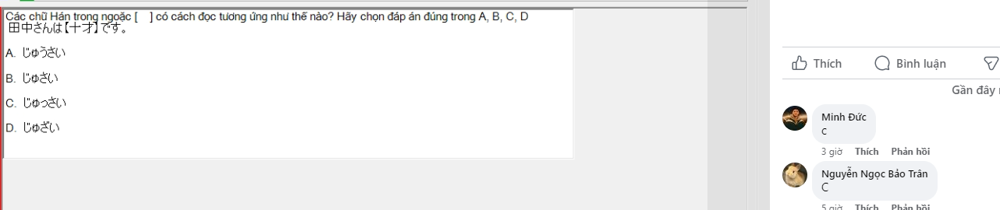 Các chữ Hán trong ngoặc [ ] có cách đọc tương ứng như thế nào? Hãy chọn đáp án đúng trong A, B, C, D
田中さんは【十才】です。
A. じゅうさい
B. じゅさい
C. じゅっさい
D. じゅざい
Thích
Bình luận
Gần đây
Minh Đức
c
3 giờ Thích Phản hồi
Nguyễn Ngọc Bảo Trân
C
5 giờ Thích Phản hồi